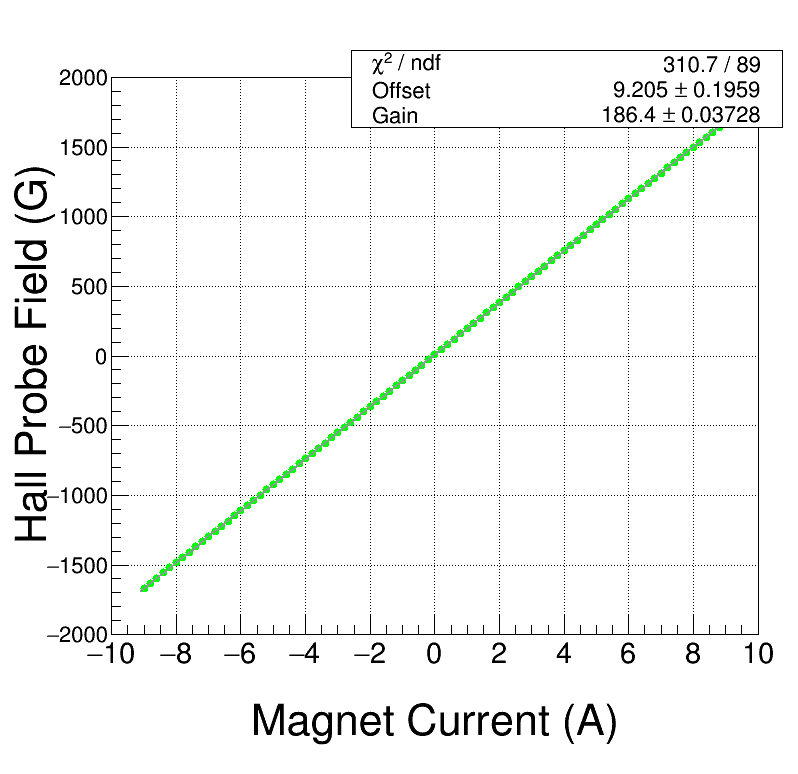 χ² / ndf 310.7 / 89
Offset 9.205 ± 0.1959
Gain 186.4 ± 0.03728
2000
1500
1000
500
0
−500
−1000
−1500
−2000
Hall Probe Field (G)
−10 −8 −6 −4 −2 0 2 4 6 8 10
Magnet Current (A)